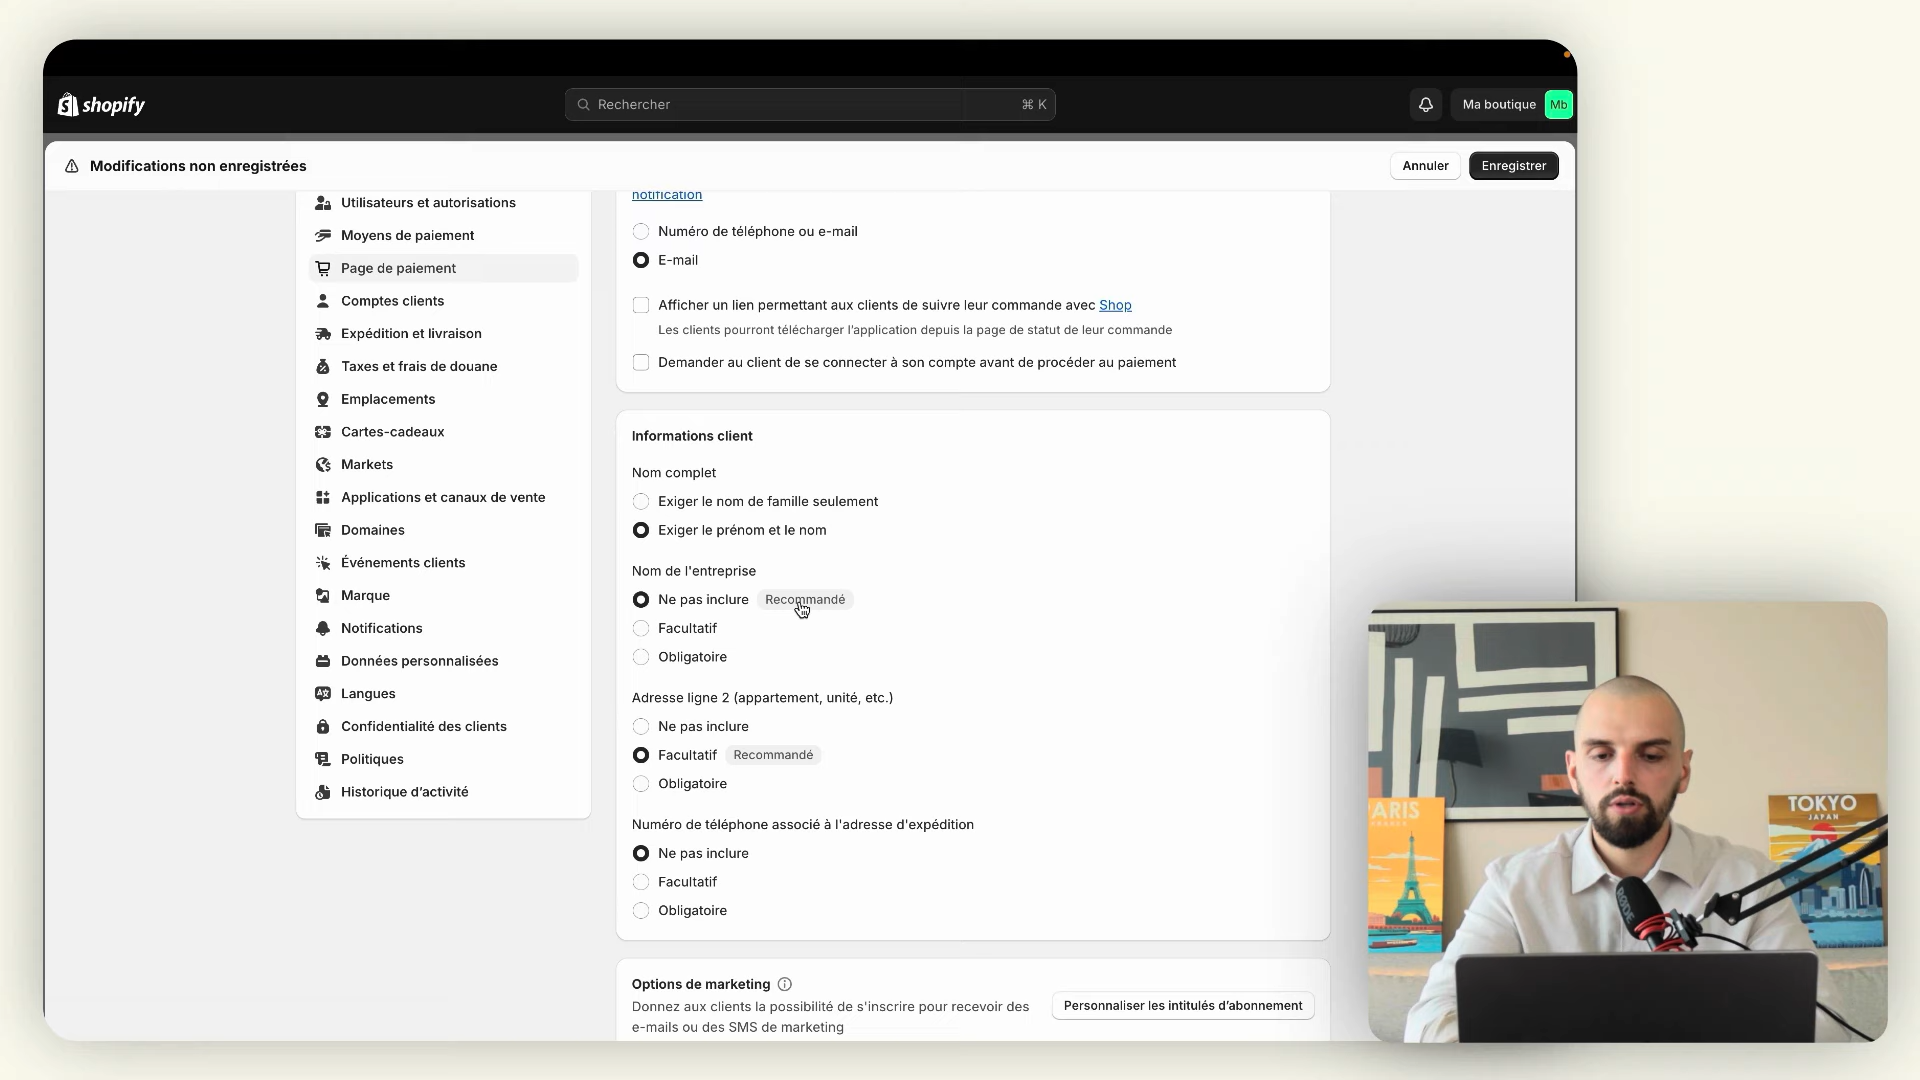 shopify
Rechercher
⌘ K
Ma boutique
Mb
Modifications non enregistrées
Annuler
Enregistrer
Utilisateurs et autorisations
Moyens de paiement
Page de paiement
Comptes clients
Expédition et livraison
Taxes et frais de douane
Emplacements
Cartes-cadeaux
Markets
Applications et canaux de vente
Domaines
Événements clients
Marque
Notifications
Données personnalisées
Langues
Confidentialité des clients
Politiques
Historique d’activité
notification
Numéro de téléphone ou e-mail
E-mail
Afficher un lien permettant aux clients de suivre leur commande avec Shop
Les clients pourront télécharger l’application depuis la page de statut de leur commande
Demander au client de se connecter à son compte avant de procéder au paiement
Informations client
Nom complet
Exiger le nom de famille seulement
Exiger le prénom et le nom
Nom de l'entreprise
Ne pas inclure Recommandé
Facultatif
Obligatoire
Adresse ligne 2 (appartement, unité, etc.)
Ne pas inclure
Facultatif Recommandé
Obligatoire
Numéro de téléphone associé à l'adresse d'expédition
Ne pas inclure
Facultatif
Obligatoire
Options de marketing
Donnez aux clients la possibilité de s'inscrire pour recevoir des
e-mails ou des SMS de marketing
Personnaliser les intitulés d’abonnement
PARIS
TOKYO
JAPAN
RØDE